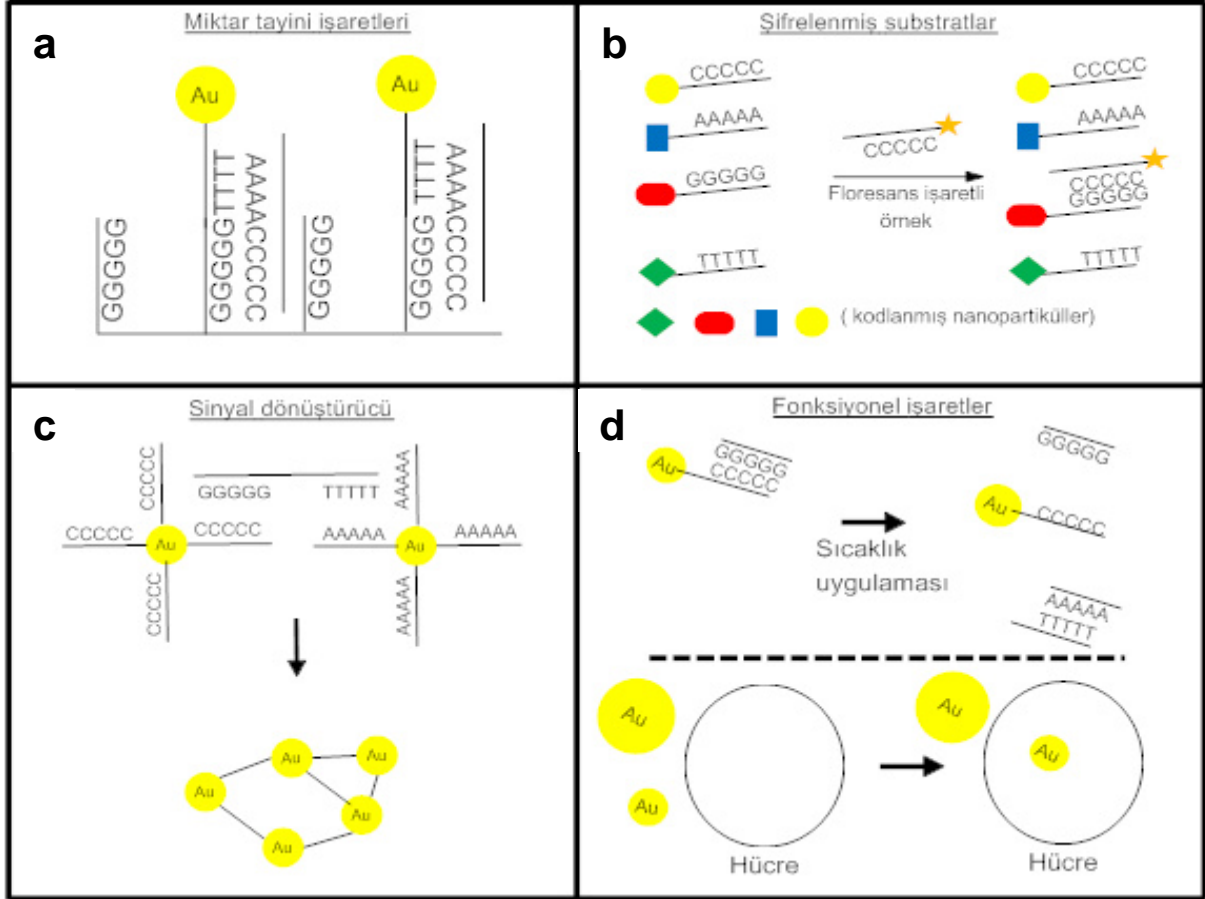 a
Miktar tayini işaretleri
Au
Au
GGGGG
GGGGG TTTT
AAAACCCCC
GGGGG
GGGGG TTTT
AAAACCCCC
b
Şifrelenmiş substratlar
CCCCC
AAAAA
GGGGG
TTTTT
CCCCC
Floresans işaretli
örnek
CCCCC
AAAAA
CCCCC
GGGGG
TTTTT
( kodlanmış nanopartiküller)
c
Sinyal dönüştürücü
CCCCC
GGGGG TTTTT
AAAAA
CCCCC Au CCCCC
AAAAA Au AAAAA
CCCCC
AAAAA
Au
Au
Au
Au
Au
d
Fonksiyonel işaretler
Au
GGGGG
CCCCC
Sıcaklık
uygulaması
GGGGG
Au
CCCCC
AAAAA
TTTTT
Au
Au
Hücre
Au
Au
Hücre